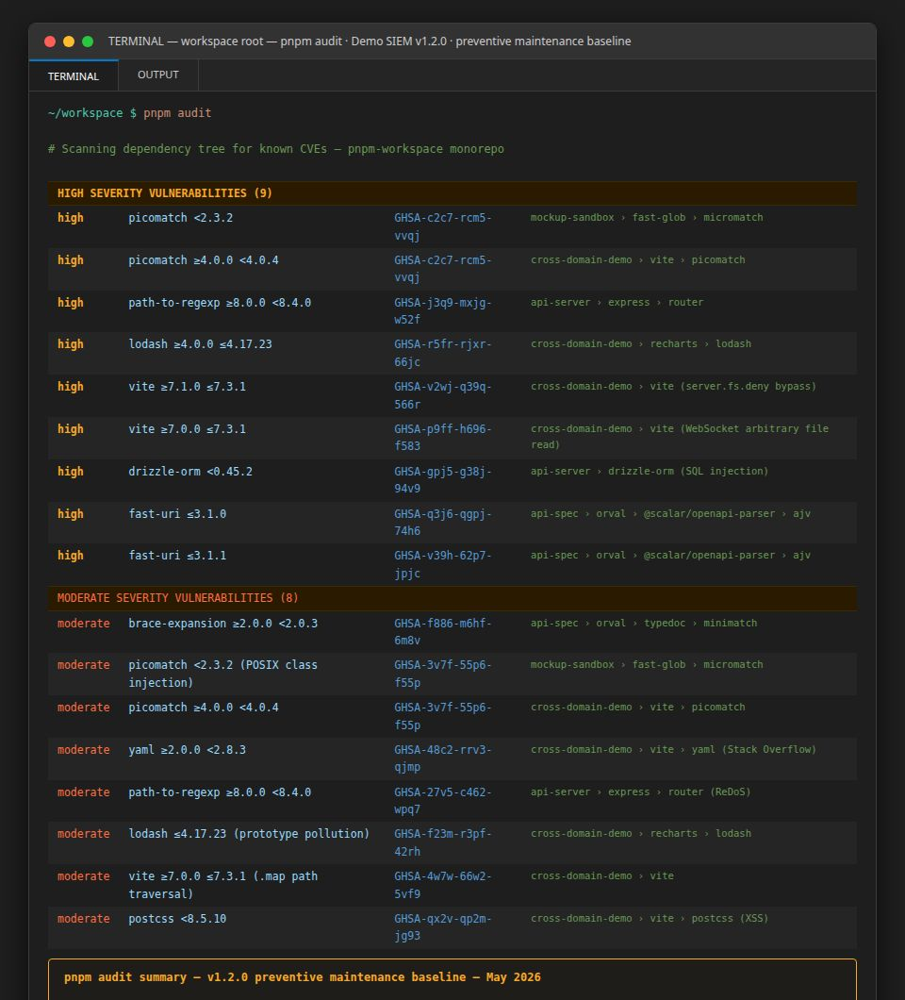 TERMINAL — workspace root — pnpm audit · Demo SIEM v1.2.0 · preventive maintenance baseline
TERMINAL OUTPUT
~/workspace $ pnpm audit
# Scanning dependency tree for known CVEs — pnpm-workspace monorepo
HIGH SEVERITY VULNERABILITIES (9)
high picomatch <2.3.2 GHSA-c2c7-rcm5- mockup-sandbox › fast-glob › micromatch
vvqj
high picomatch ≥4.0.0 <4.0.4 GHSA-c2c7-rcm5- cross-domain-demo › vite › picomatch
vvqj
high path-to-regexp ≥8.0.0 <8.4.0 GHSA-j3q9-mxjg- api-server › express › router
w52f
high lodash ≥4.0.0 ≤4.17.23 GHSA-r5fr-rjxr- cross-domain-demo › recharts › lodash
66jc
high vite ≥7.1.0 ≤7.3.1 GHSA-v2wj-q39q- cross-domain-demo › vite (server.fs.deny bypass)
566r
high vite ≥7.0.0 ≤7.3.1 GHSA-p9ff-h696- cross-domain-demo › vite (WebSocket arbitrary file
f583 read)
high drizzle-orm <0.45.2 GHSA-gpj5-g38j- api-server › drizzle-orm (SQL injection)
94v9
high fast-uri ≤3.1.0 GHSA-q3j6-qgpj- api-spec › orval › @scalar/openapi-parser › ajv
74h6
high fast-uri ≤3.1.1 GHSA-v39h-62p7- api-spec › orval › @scalar/openapi-parser › ajv
jpjc
MODERATE SEVERITY VULNERABILITIES (8)
moderate brace-expansion ≥2.0.0 <2.0.3 GHSA-f886-m6hf- api-spec › orval › typedoc › minimatch
6m8v
moderate picomatch <2.3.2 (POSIX class GHSA-3v7f-55p6- mockup-sandbox › fast-glob › micromatch
injection) f55p
moderate picomatch ≥4.0.0 <4.0.4 GHSA-3v7f-55p6- cross-domain-demo › vite › picomatch
f55p
moderate yaml ≥2.0.0 <2.8.3 GHSA-48c2-rrv3- cross-domain-demo › vite › yaml (Stack Overflow)
qjmp
moderate path-to-regexp ≥8.0.0 <8.4.0 GHSA-27v5-c462- api-server › express › router (ReDoS)
wpq7
moderate lodash ≤4.17.23 (prototype pollution) GHSA-f23m-r3pf- cross-domain-demo › recharts › lodash
42rh
moderate vite ≥7.0.0 ≤7.3.1 (.map path GHSA-4w7w-66w2- cross-domain-demo › vite
traversal) 5vf9
moderate postcss <8.5.10 GHSA-qx2v-qp2m- cross-domain-demo › vite › postcss (XSS)
jg93
pnpm audit summary — v1.2.0 preventive maintenance baseline — May 2026